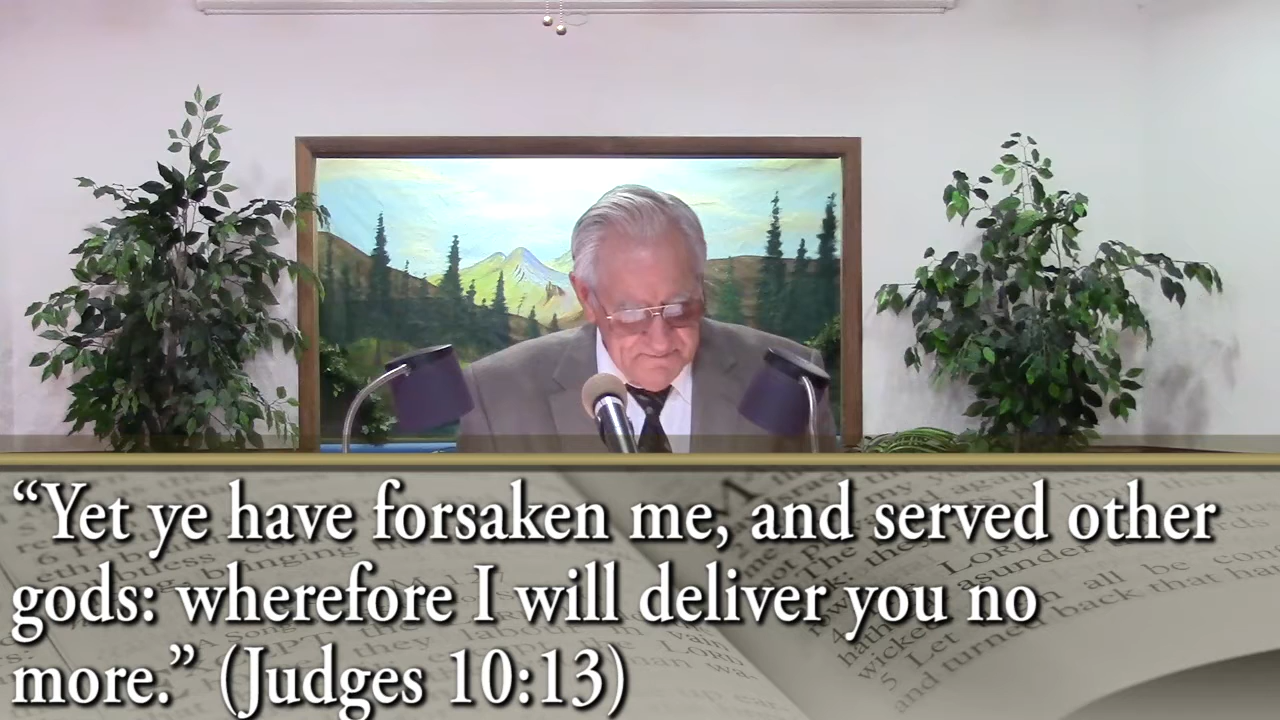 “Yet ye have forsaken me, and served other
gods: wherefore I will deliver you no
more.” (Judges 10:13)